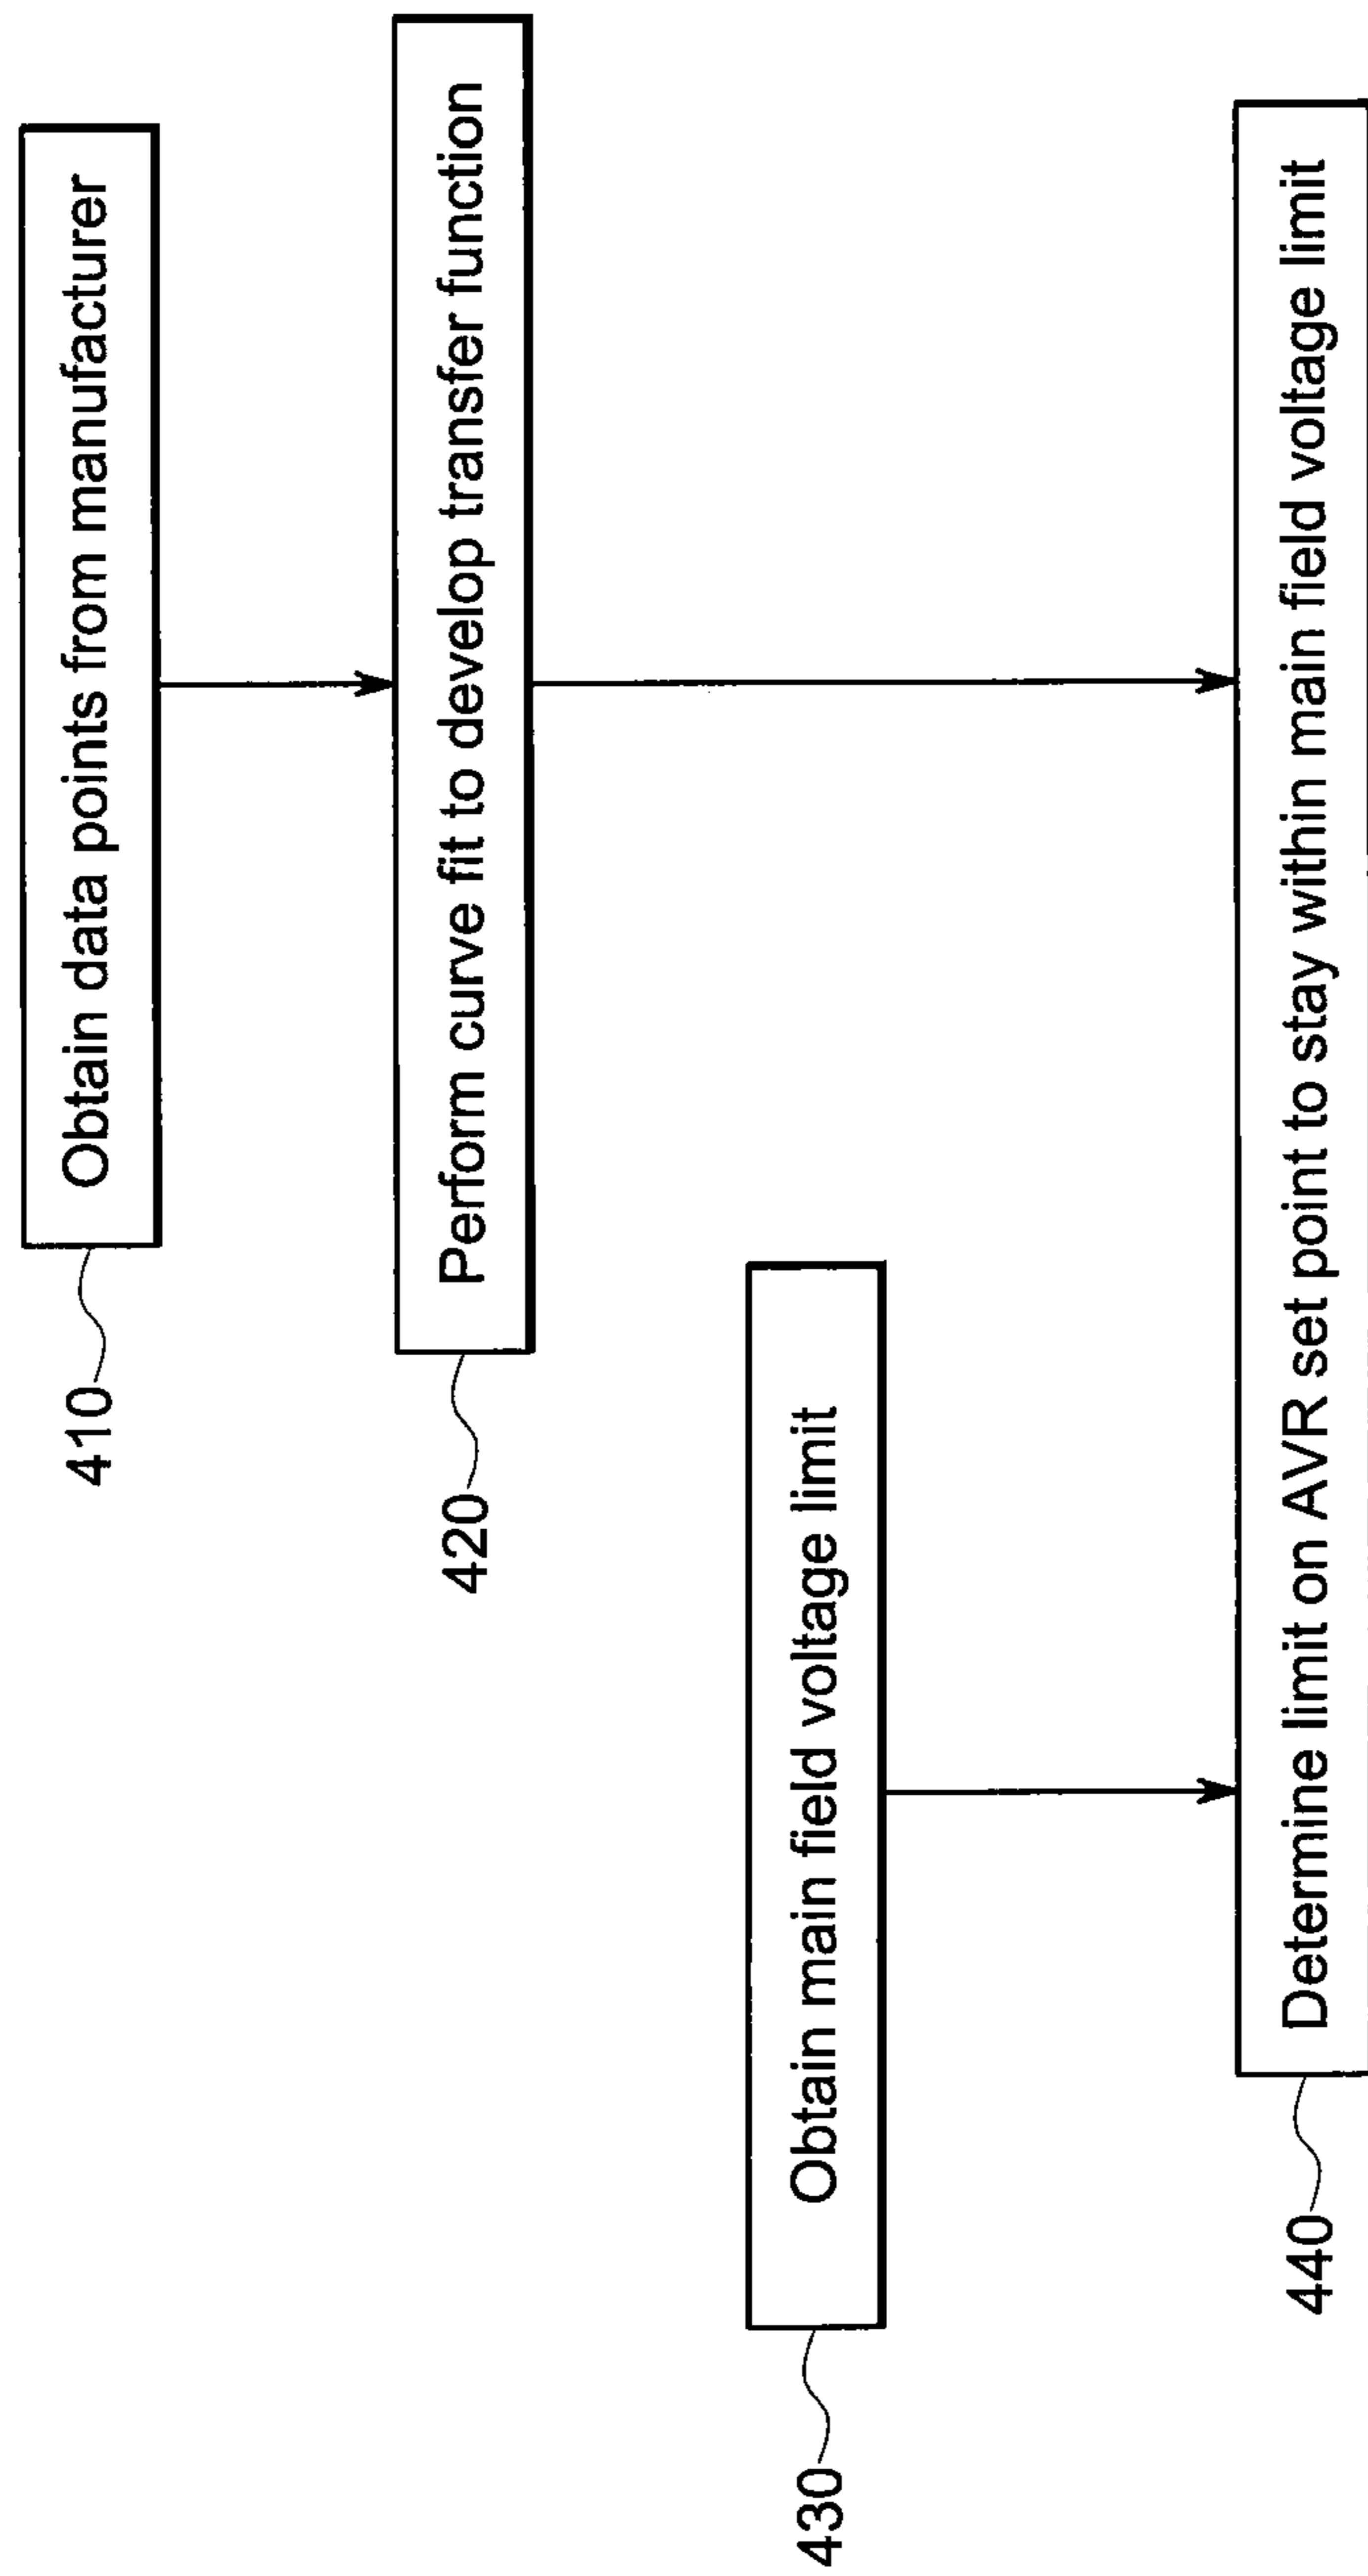 410
Obtain data points from manufacturer
420
Perform curve fit to develop transfer function
430
Obtain main field voltage limit
440
Determine limit on AVR set point to stay within main field voltage limit